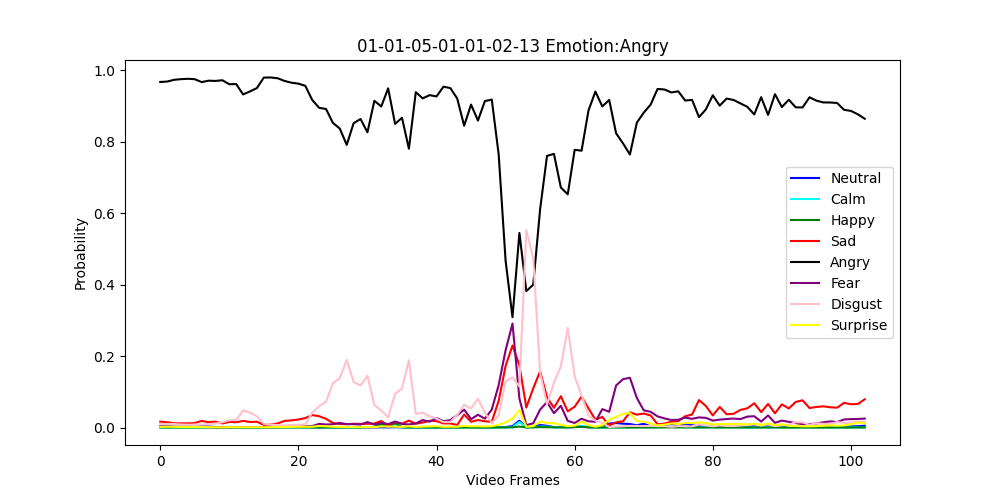 01-01-05-01-01-02-13 Emotion:Angry
Probability
1.0
0.8
0.6
0.4
0.2
0.0
Neutral
Calm
Happy
Sad
Angry
Fear
Disgust
Surprise
0 20 40 60 80 100
Video Frames